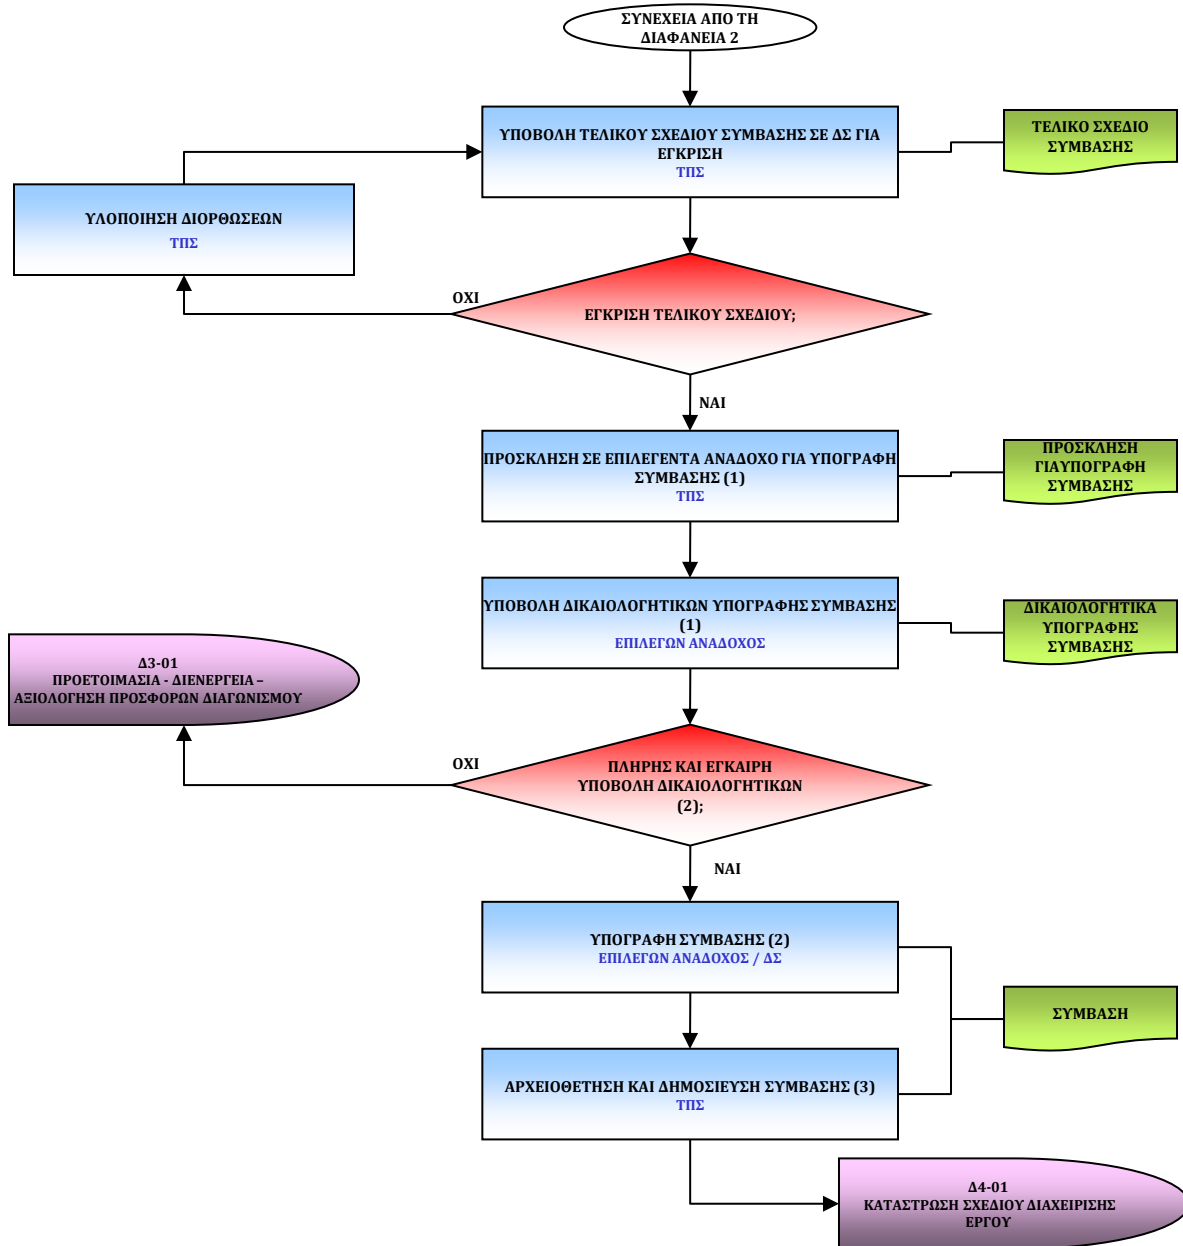 ΣΥΝΕΧΕΙΑ ΑΠΟ ΤΗ
ΔΙΑΦΑΝΕΙΑ 2
ΥΠΟΒΟΛΗ ΤΕΛΙΚΟΥ ΣΧΕΔΙΟΥ ΣΥΜΒΑΣΗΣ ΣΕ ΔΣ ΓΙΑ
ΕΓΚΡΙΣΗ
ΤΠΣ
ΤΕΛΙΚΟ ΣΧΕΔΙΟ
ΣΥΜΒΑΣΗΣ
ΥΛΟΠΟΙΗΣΗ ΔΙΟΡΘΩΣΕΩΝ
ΤΠΣ
ΟΧΙ
ΕΓΚΡΙΣΗ ΤΕΛΙΚΟΥ ΣΧΕΔΙΟΥ;
ΝΑΙ
ΠΡΟΣΚΛΗΣΗ ΣΕ ΕΠΙΛΕΓΕΝΤΑ ΑΝΑΔΟΧΟ ΓΙΑ ΥΠΟΓΡΑΦΗ
ΣΥΜΒΑΣΗΣ (1)
ΤΠΣ
ΠΡΟΣΚΛΗΣΗ
ΓΙΑΥΠΟΓΡΑΦΗ
ΣΥΜΒΑΣΗΣ
ΥΠΟΒΟΛΗ ΔΙΚΑΙΟΛΟΓΗΤΙΚΩΝ ΥΠΟΓΡΑΦΗΣ ΣΥΜΒΑΣΗΣ
(1)
ΕΠΙΛΕΓΩΝ ΑΝΑΔΟΧΟΣ
ΔΙΚΑΙΟΛΟΓΗΤΙΚΑ
ΥΠΟΓΡΑΦΗΣ
ΣΥΜΒΑΣΗΣ
Δ3-01
ΠΡΟΕΤΟΙΜΑΣΙΑ - ΔΙΕΝΕΡΓΕΙΑ –
ΑΞΙΟΛΟΓΗΣΗ ΠΡΟΣΦΟΡΩΝ ΔΙΑΓΩΝΙΣΜΟΥ
ΟΧΙ
ΠΛΗΡΗΣ ΚΑΙ ΕΓΚΑΙΡΗ
ΥΠΟΒΟΛΗ ΔΙΚΑΙΟΛΟΓΗΤΙΚΩΝ
(2);
ΝΑΙ
ΥΠΟΓΡΑΦΗ ΣΥΜΒΑΣΗΣ (2)
ΕΠΙΛΕΓΩΝ ΑΝΑΔΟΧΟΣ / ΔΣ
ΣΥΜΒΑΣΗ
ΑΡΧΕΙΟΘΕΤΗΣΗ ΚΑΙ ΔΗΜΟΣΙΕΥΣΗ ΣΥΜΒΑΣΗΣ (3)
ΤΠΣ
Δ4-01
ΚΑΤΑΣΤΡΩΣΗ ΣΧΕΔΙΟΥ ΔΙΑΧΕΙΡΙΣΗΣ
ΕΡΓΟΥ